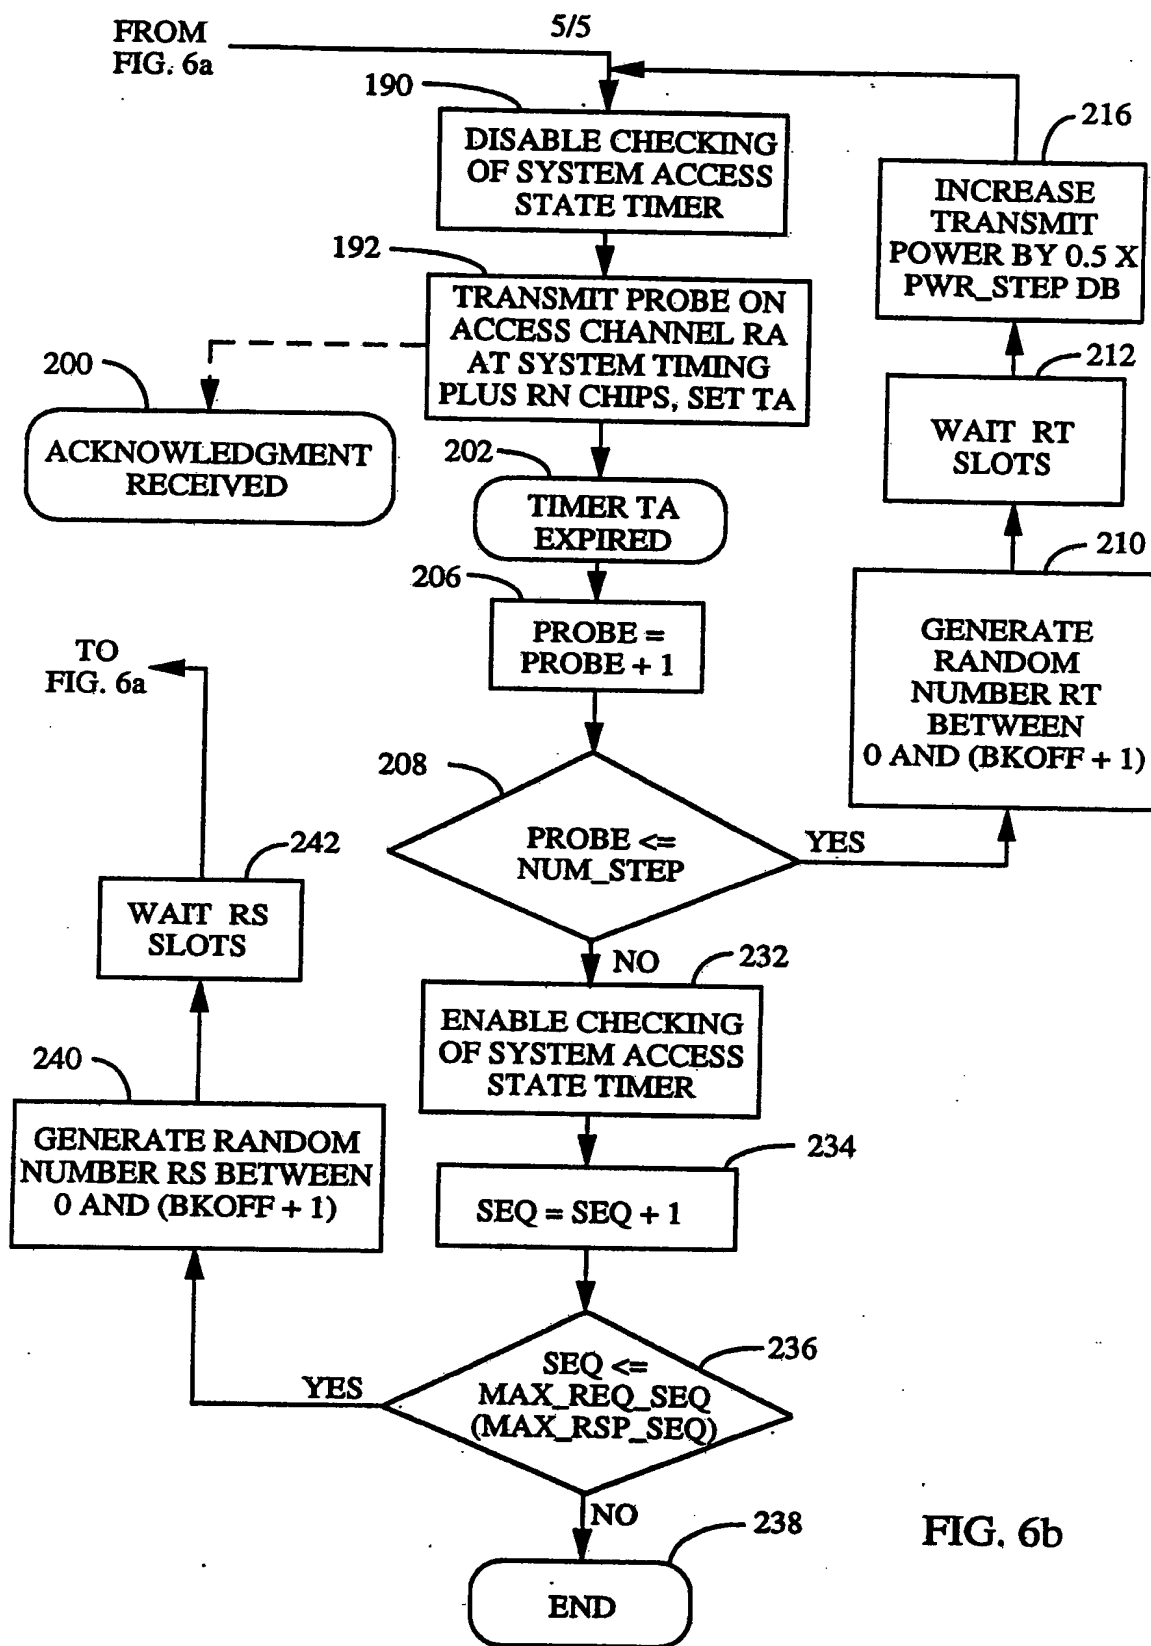 FROM
FIG. 6a
5/5
190
DISABLE CHECKING
OF SYSTEM ACCESS
STATE TIMER
216
INCREASE
TRANSMIT
POWER BY 0.5 X
PWR_STEP DB
192
TRANSMIT PROBE ON
ACCESS CHANNEL RA
AT SYSTEM TIMING
PLUS RN CHIPS, SET TA
200
ACKNOWLEDGMENT
RECEIVED
212
WAIT RT
SLOTS
202
TIMER TA
EXPIRED
210
GENERATE
RANDOM
NUMBER RT
BETWEEN
0 AND (BKOFF + 1)
206
PROBE =
PROBE + 1
TO
FIG. 6a
208
PROBE <=
NUM_STEP
YES
NO
242
WAIT RS
SLOTS
232
ENABLE CHECKING
OF SYSTEM ACCESS
STATE TIMER
240
GENERATE RANDOM
NUMBER RS BETWEEN
0 AND (BKOFF + 1)
234
SEQ = SEQ + 1
236
SEQ <=
MAX_REQ_SEQ
(MAX_RSP_SEQ)
YES
NO
238
END
FIG. 6b